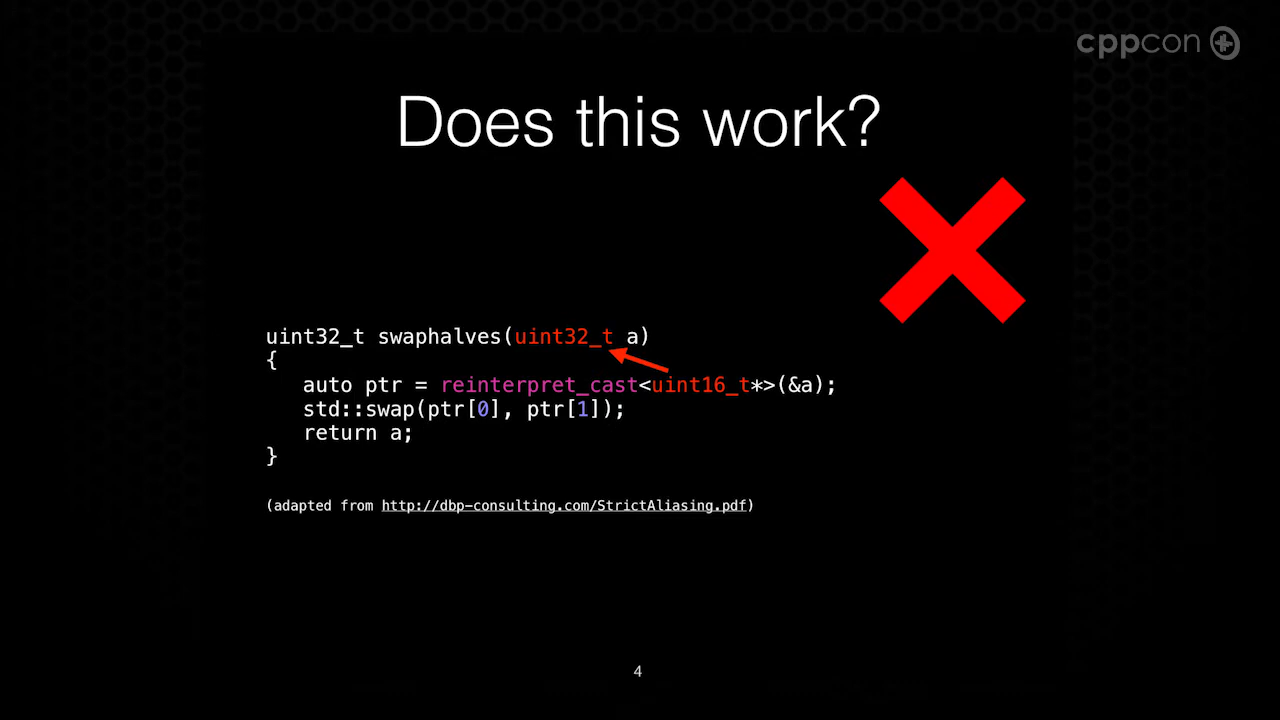 cppcon
Does this work?
uint32_t swaphalves(uint32_t a)
{
auto ptr = reinterpret_cast<uint16_t*>(&a);
std::swap(ptr[0], ptr[1]);
return a;
}
(adapted from http://dbp-consulting.com/StrictAliasing.pdf)
4